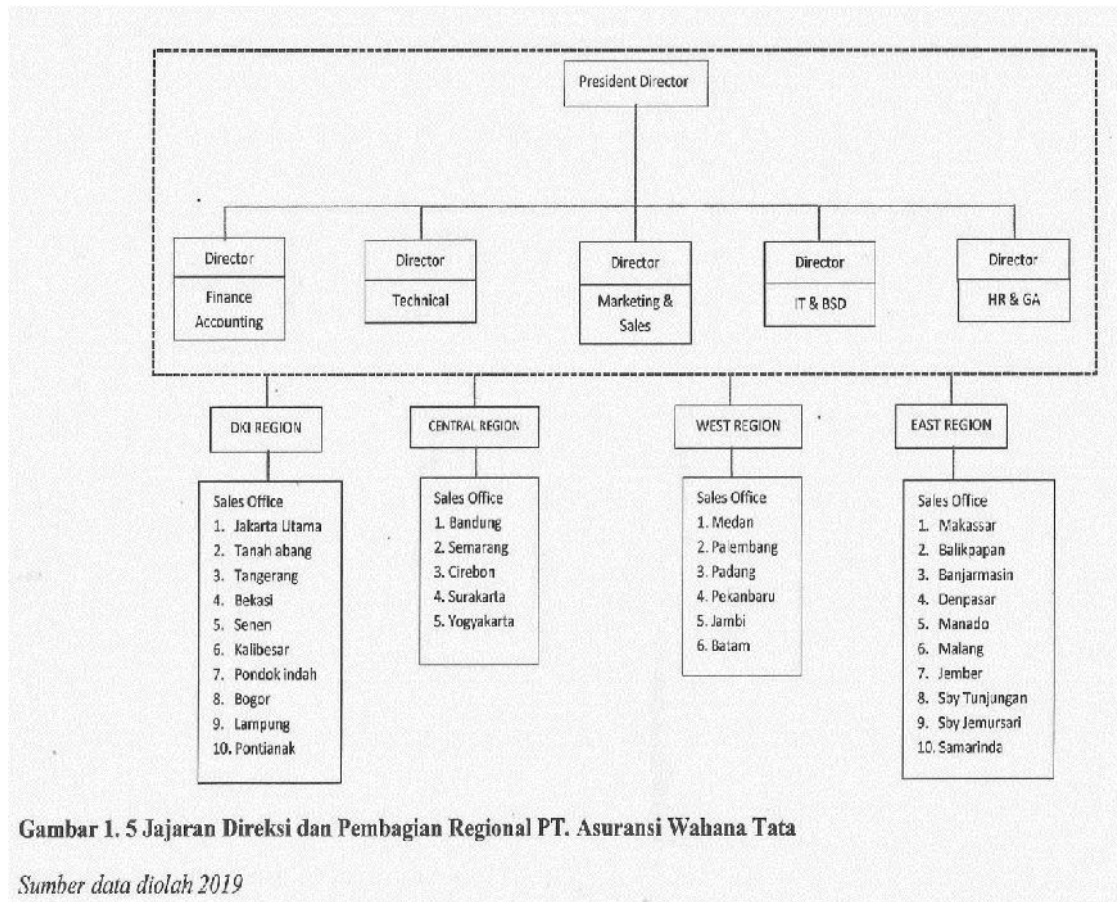 President Director
Director
Finance
Accounting
Director
Technical
Director
Marketing &
Sales
Director
IT & BSD
Director
HR & GA
DKI REGION
Sales Office
1. Jakarta Utama
2. Tanah abang
3. Tangerang
4. Bekasi
5. Senen
6. Kalibesar
7. Pondok indah
8. Bogor
9. Lampung
10. Pontianak
CENTRAL REGION
Sales Office
1. Bandung
2. Semarang
3. Cirebon
4. Surakarta
5. Yogyakarta
WEST REGION
Sales Office
1. Medan
2. Palembang
3. Padang
4. Pekanbaru
5. Jambi
6. Batam
EAST REGION
Sales Office
1. Makassar
2. Balikpapan
3. Banjarmasin
4. Denpasar
5. Manado
6. Malang
7. Jember
8. Sby Tunjungan
9. Sby Jemursari
10. Samarinda
Gambar 1. 5 Jajaran Direksi dan Pembagian Regional PT. Asuransi Wahana Tata
Sumber data diolah 2019